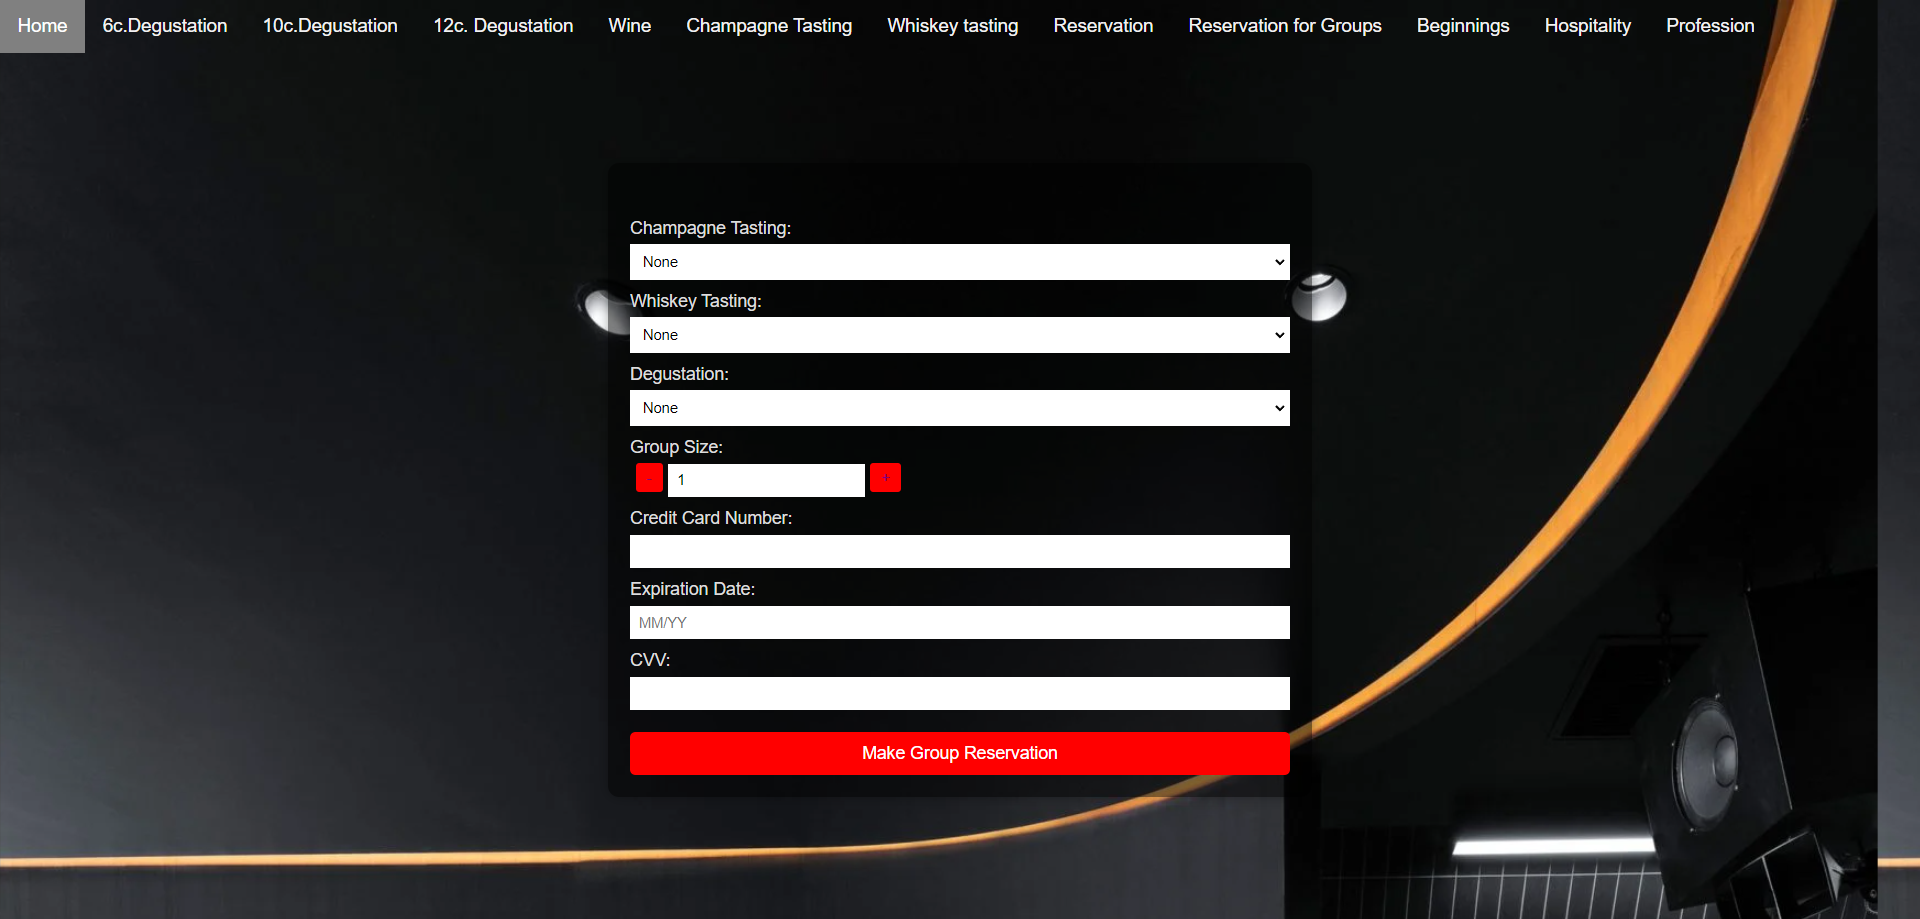 Home 6c.Degustation 10c.Degustation 12c. Degustation Wine Champagne Tasting Whiskey tasting Reservation Reservation for Groups Beginnings Hospitality Profession
Champagne Tasting:
None
Whiskey Tasting:
None
Degustation:
None
Group Size:
- 1 +
Credit Card Number:
Expiration Date:
MM/YY
CVV:
Make Group Reservation